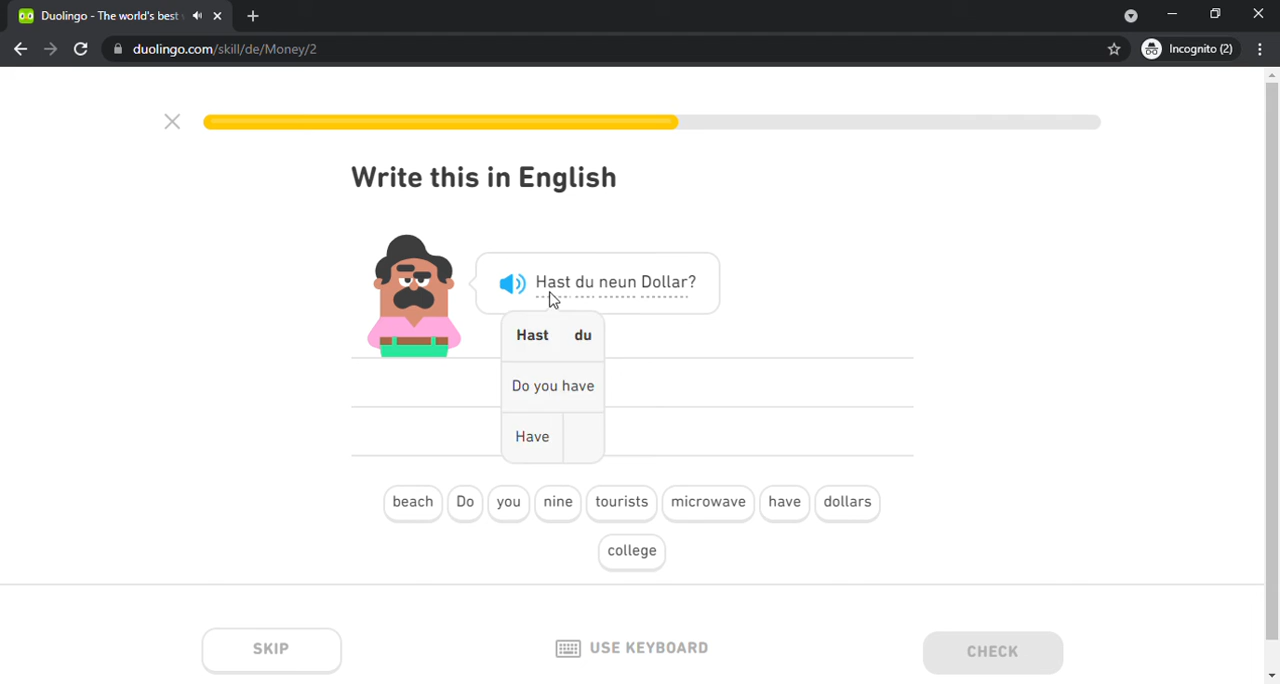 Duolingo - The world's best
duolingo.com/skill/de/Money/2
Incognito (2)
Write this in English
Hast du neun Dollar?
Hast du
Do you have
Have
beach Do you nine tourists microwave have dollars
college
SKIP USE KEYBOARD CHECK